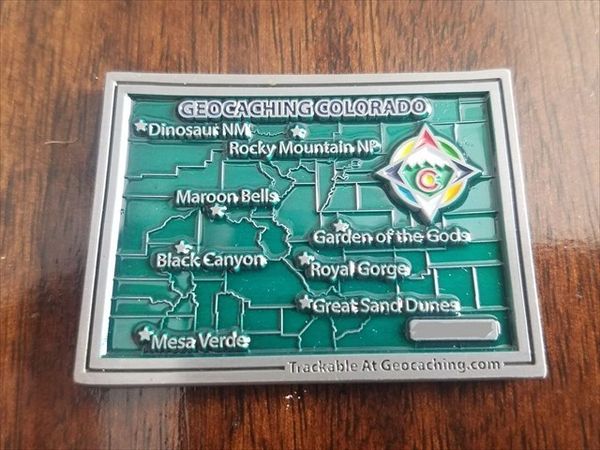 GEOCACHING COLORADO
Dinosaur NM
Rocky Mountain NP
Maroon Bells
Garden of the Gods
Black Canyon
Royal Gorge
Great Sand Dunes
Mesa Verde
Trackable At Geocaching.com